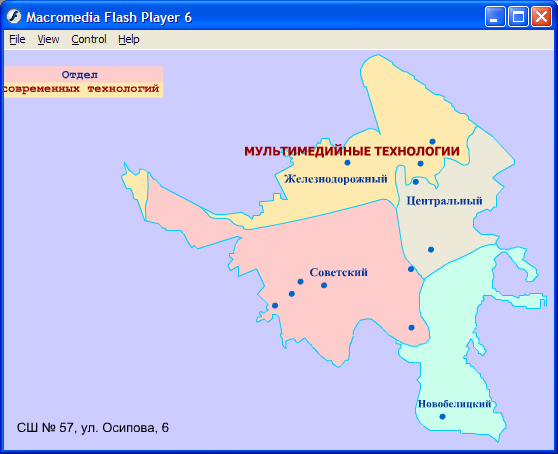 Macromedia Flash Player 6
File View Control Help
Отдел
современных технологий
МУЛЬТИМЕДИЙНЫЕ ТЕХНОЛОГИИ
Железнодорожный
Центральный
Советский
Новобелицкий
СШ № 57, ул. Осипова, 6